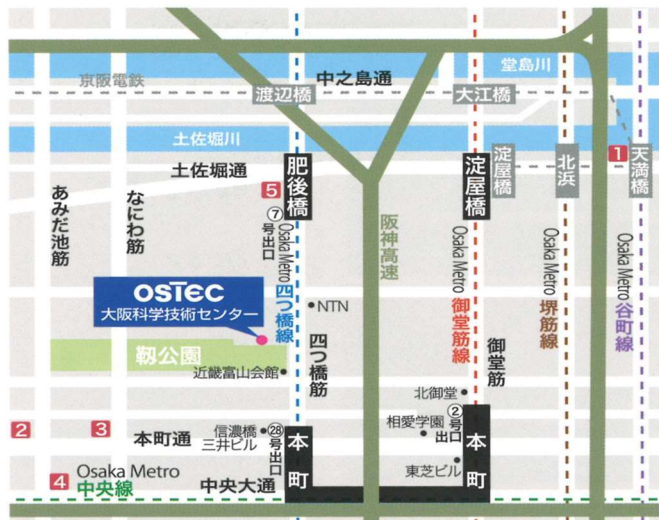 堂島川
京阪電鉄
中之島通
渡辺橋
大江橋
土佐堀川
土佐堀通
肥後橋
淀屋橋
淀屋橋
北浜
1
天満橋
5
⑦号出口
あみだ池筋
なにわ筋
Osaka Metro 四つ橋線
阪神高速
Osaka Metro 御堂筋線
Osaka Metro 堺筋線
Osaka Metro 谷町線
OSTEC
大阪科学技術センター
NTN
四つ橋筋
御堂筋
靱公園
近畿富山会館
北御堂
2
3
本町通
信濃橋
三井ビル
㉘号出口
本町
相愛学園
②号出口
本町
東芝ビル
4
Osaka Metro
中央線
中央大通